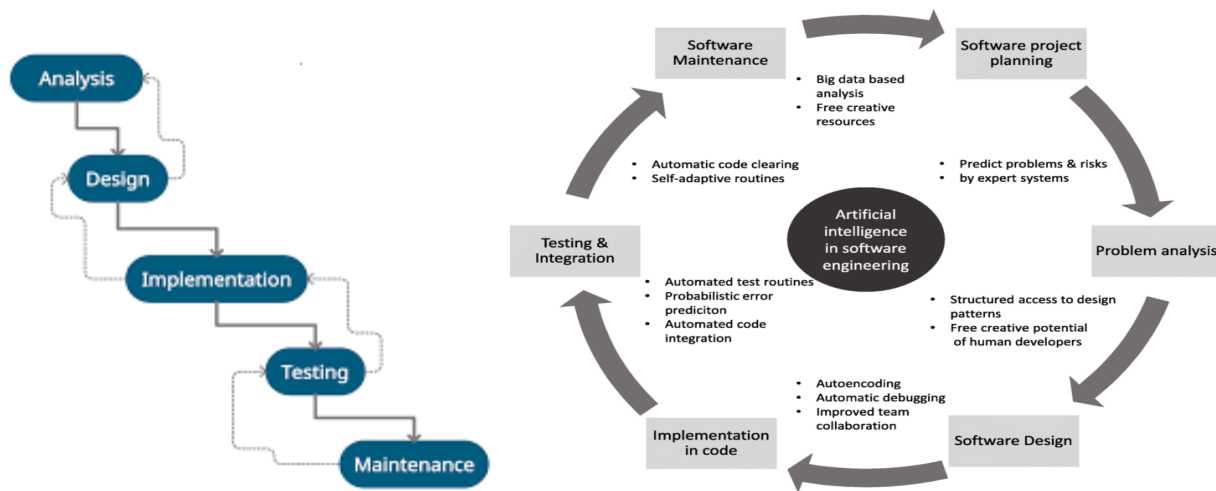 Analysis
Design
Implementation
Testing
Maintenance
Software
Maintenance
Software project
planning
• Big data based
analysis
• Free creative
resources
• Automatic code clearing
• Self-adaptive routines
• Predict problems & risks
• by expert systems
Artificial
intelligence
in software
engineering
Testing &
Integration
Problem analysis
• Automated test routines
• Probabilistic error
prediciton
• Automated code
integration
• Structured access to design
patterns
• Free creative potential
of human developers
• Autoencoding
• Automatic debugging
• Improved team
collaboration
Implementation
in code
Software Design